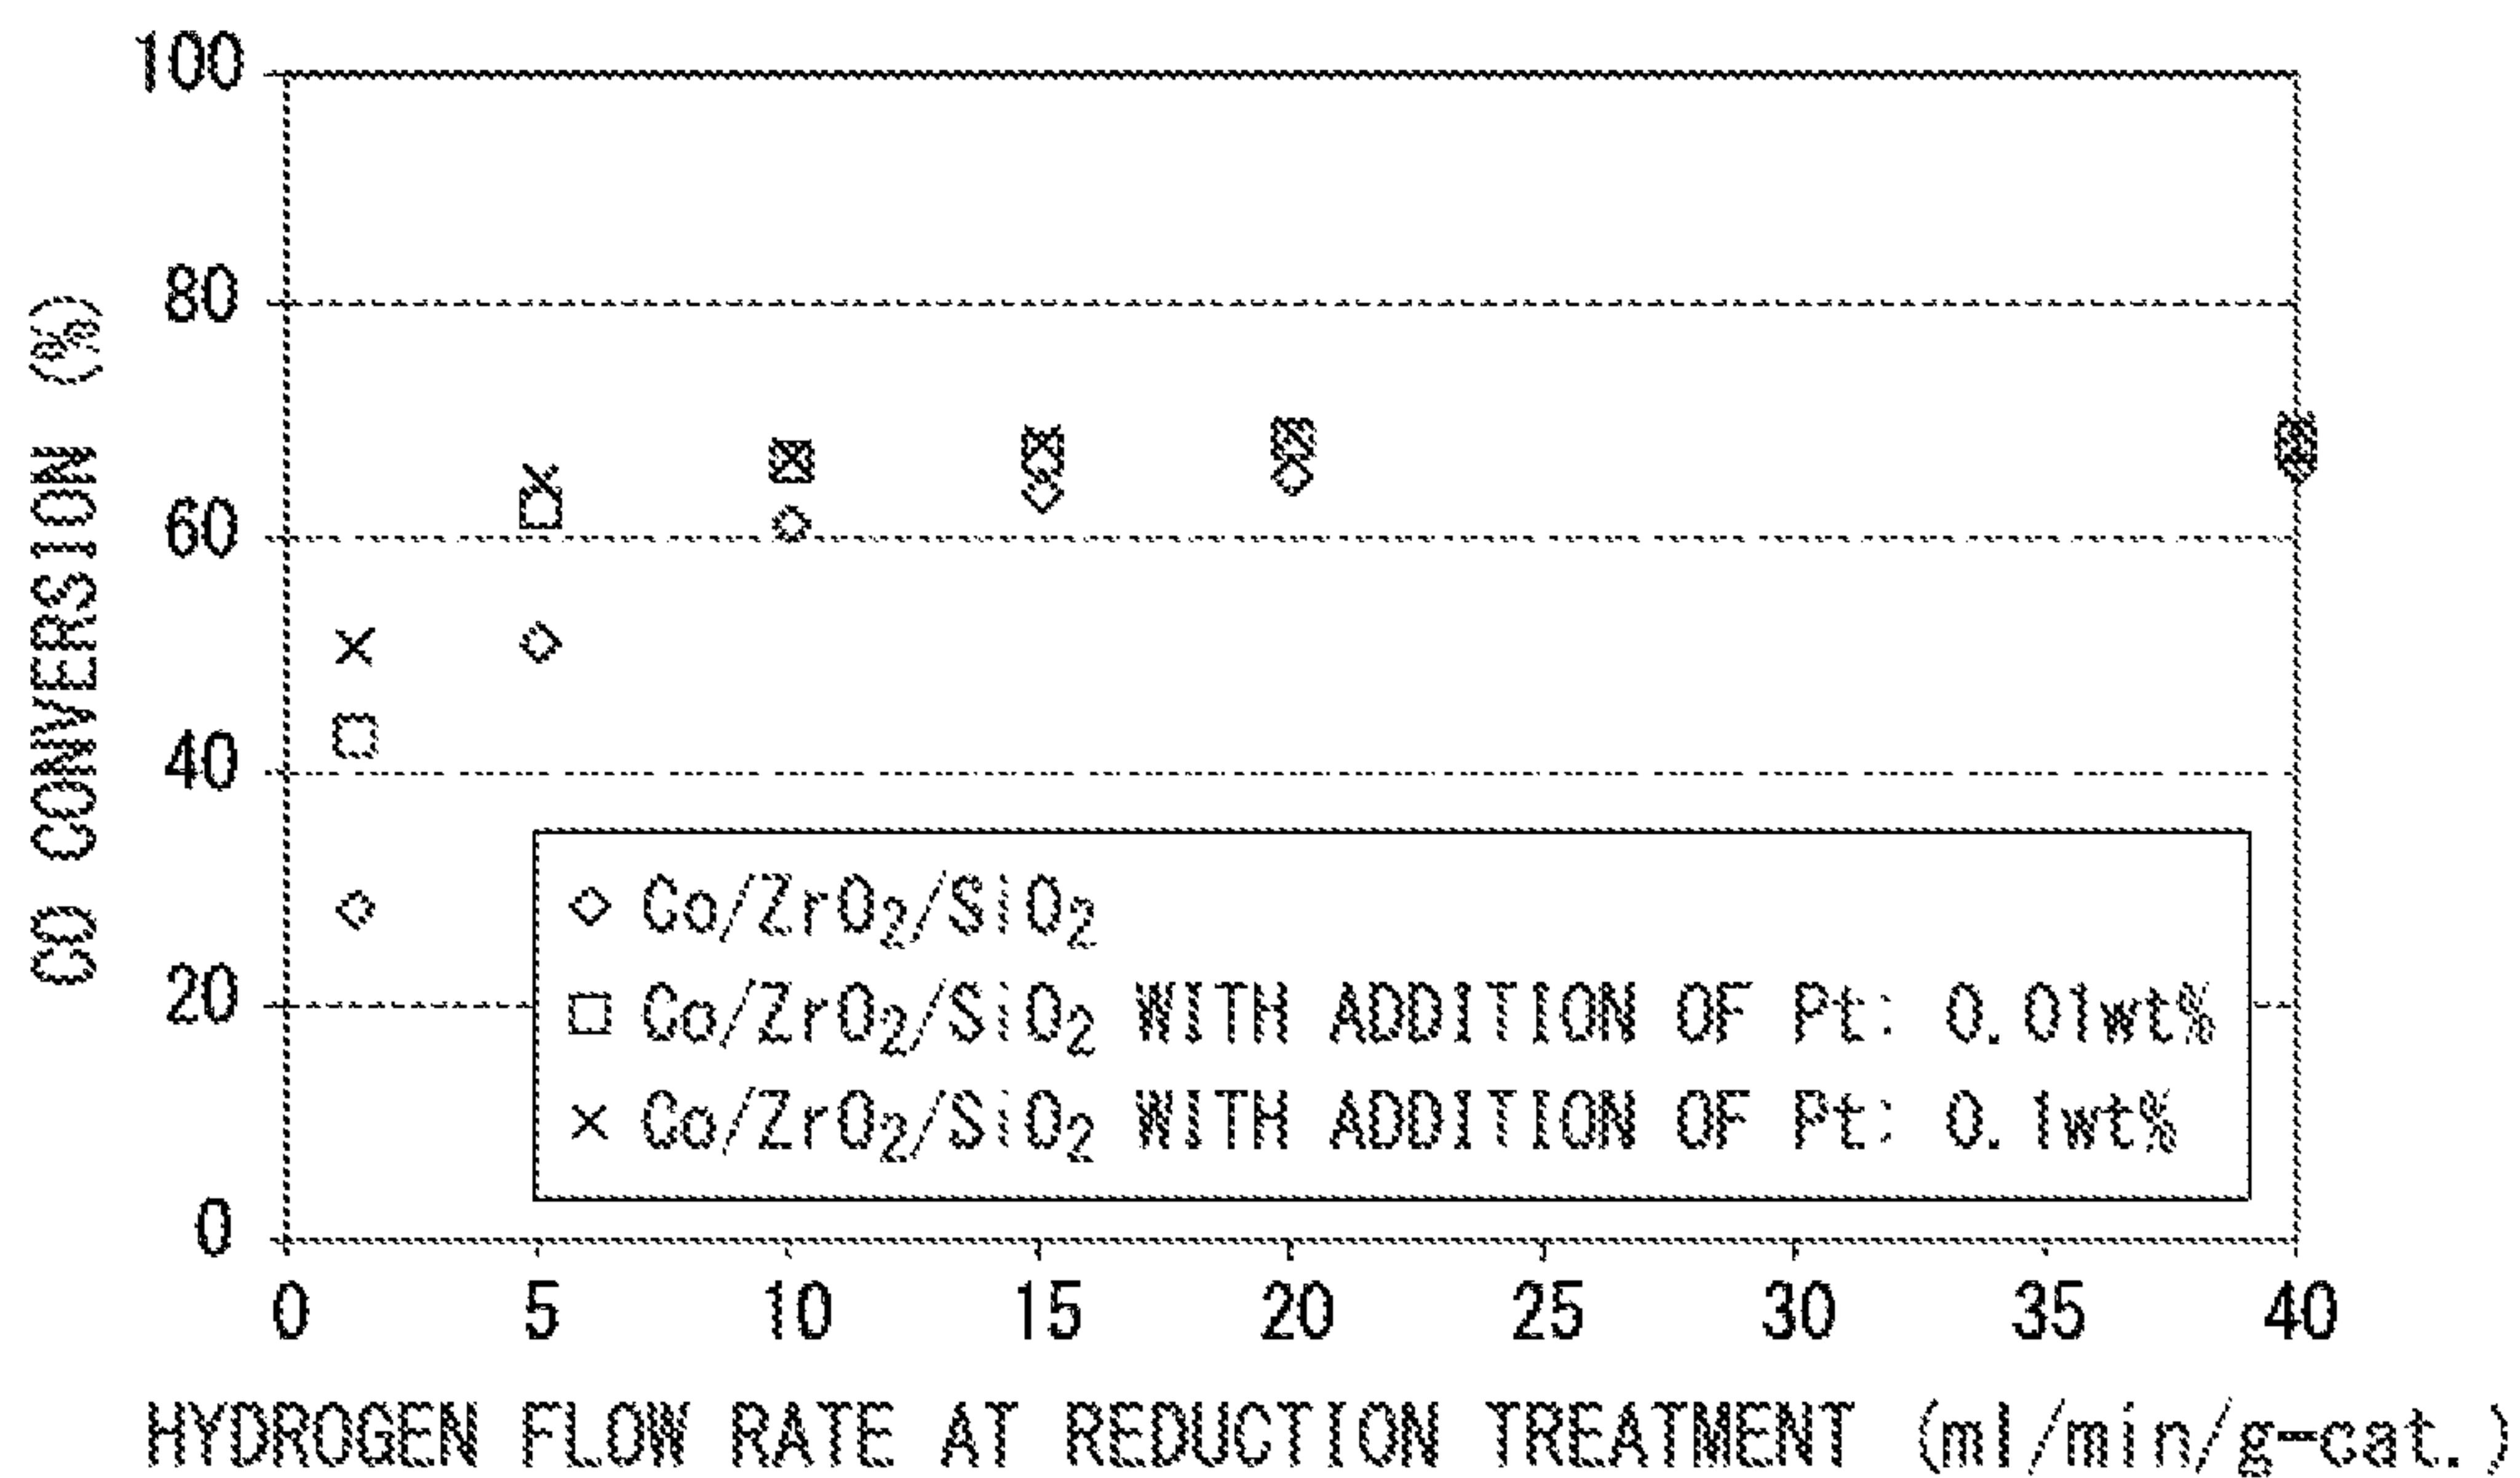 CO CONVERSION (%)
100
80
60
40
20
0
◇ Co/ZrO₂/SiO₂
□ Co/ZrO₂/SiO₂ WITH ADDITION OF Pt: 0.01wt%
× Co/ZrO₂/SiO₂ WITH ADDITION OF Pt: 0.1wt%
0 5 10 15 20 25 30 35 40
HYDROGEN FLOW RATE AT REDUCTION TREATMENT (ml/min/g-cat.)